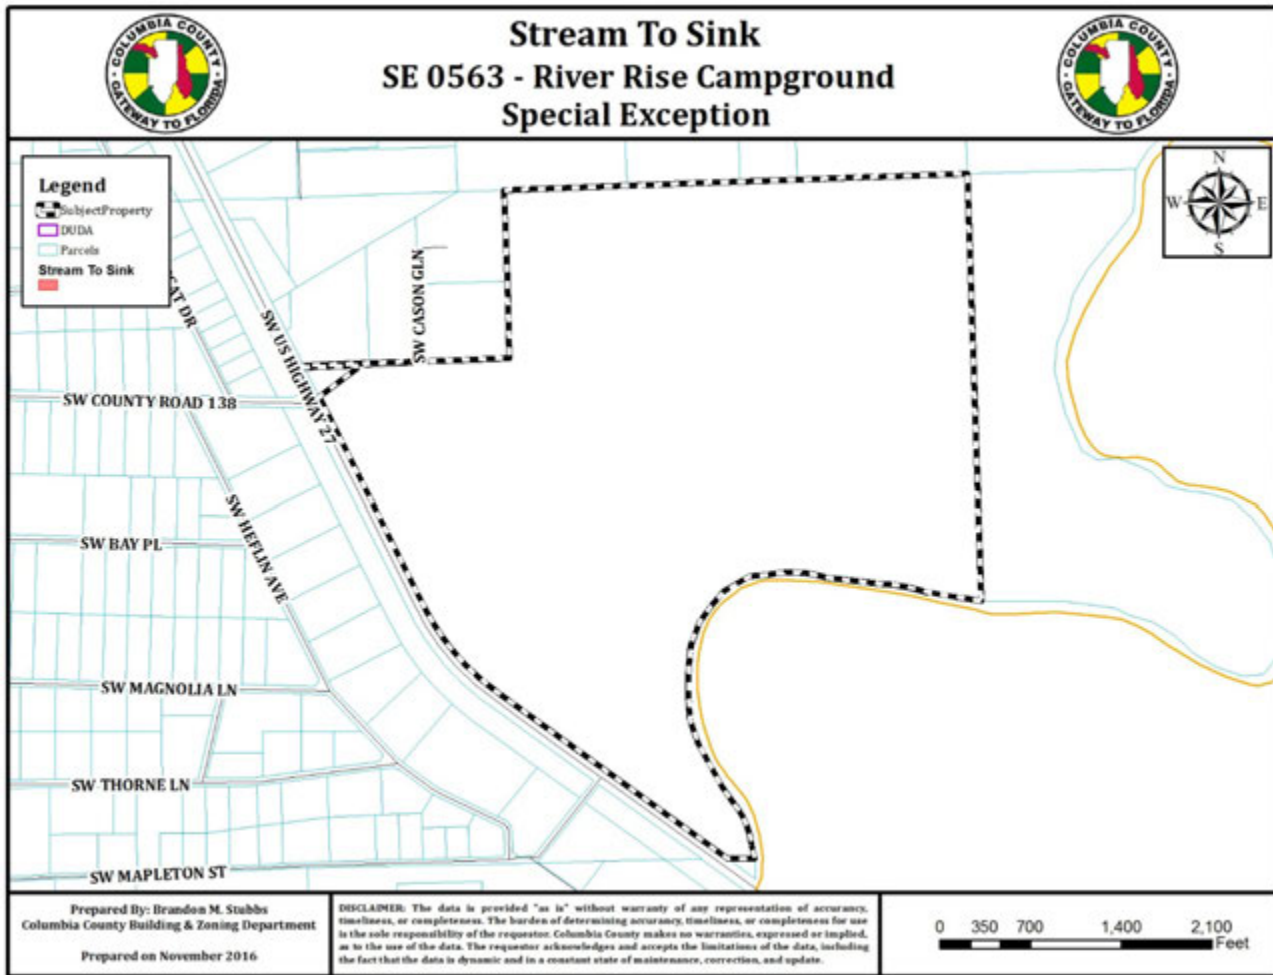 Stream To Sink
SE 0563 - River Rise Campground
Special Exception
COLUMBIA COUNTY
GATEWAY TO FLORIDA
COLUMBIA COUNTY
GATEWAY TO FLORIDA
Legend
SubjectProperty
DUDA
Parcels
Stream To Sink
N
W E
S
DR
SW CASON GLN
SW US HIGHWAY 27
SW COUNTY ROAD 138
SW HEFLIN AVE
SW BAY PL
SW MAGNOLIA LN
SW THORNE LN
SW MAPLETON ST
Prepared By: Brandon M. Stubbs
Columbia County Building & Zoning Department
Prepared on November 2016
DISCLAIMER: The data is provided "as is" without warranty of any representation of accuracy,
timeliness, or completeness. The burden of determining accuracy, timeliness, or completeness for use
is the sole responsibility of the requestor. Columbia County makes no warranties, expressed or implied,
as to the use of the data. The requestor acknowledges and accepts the limitations of the data, including
the fact that the data is dynamic and in a constant state of maintenance, correction, and update.
0 350 700 1,400 2,100
Feet